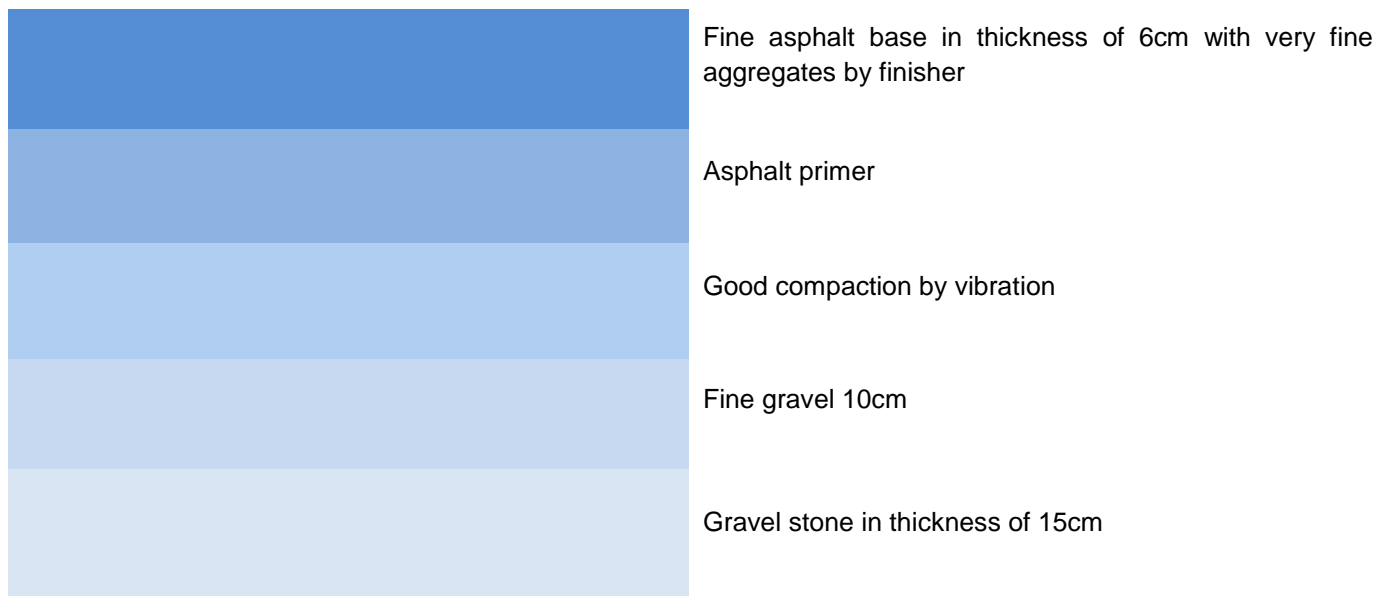 Fine asphalt base in thickness of 6cm with very fine
aggregates by finisher
Asphalt primer
Good compaction by vibration
Fine gravel 10cm
Gravel stone in thickness of 15cm